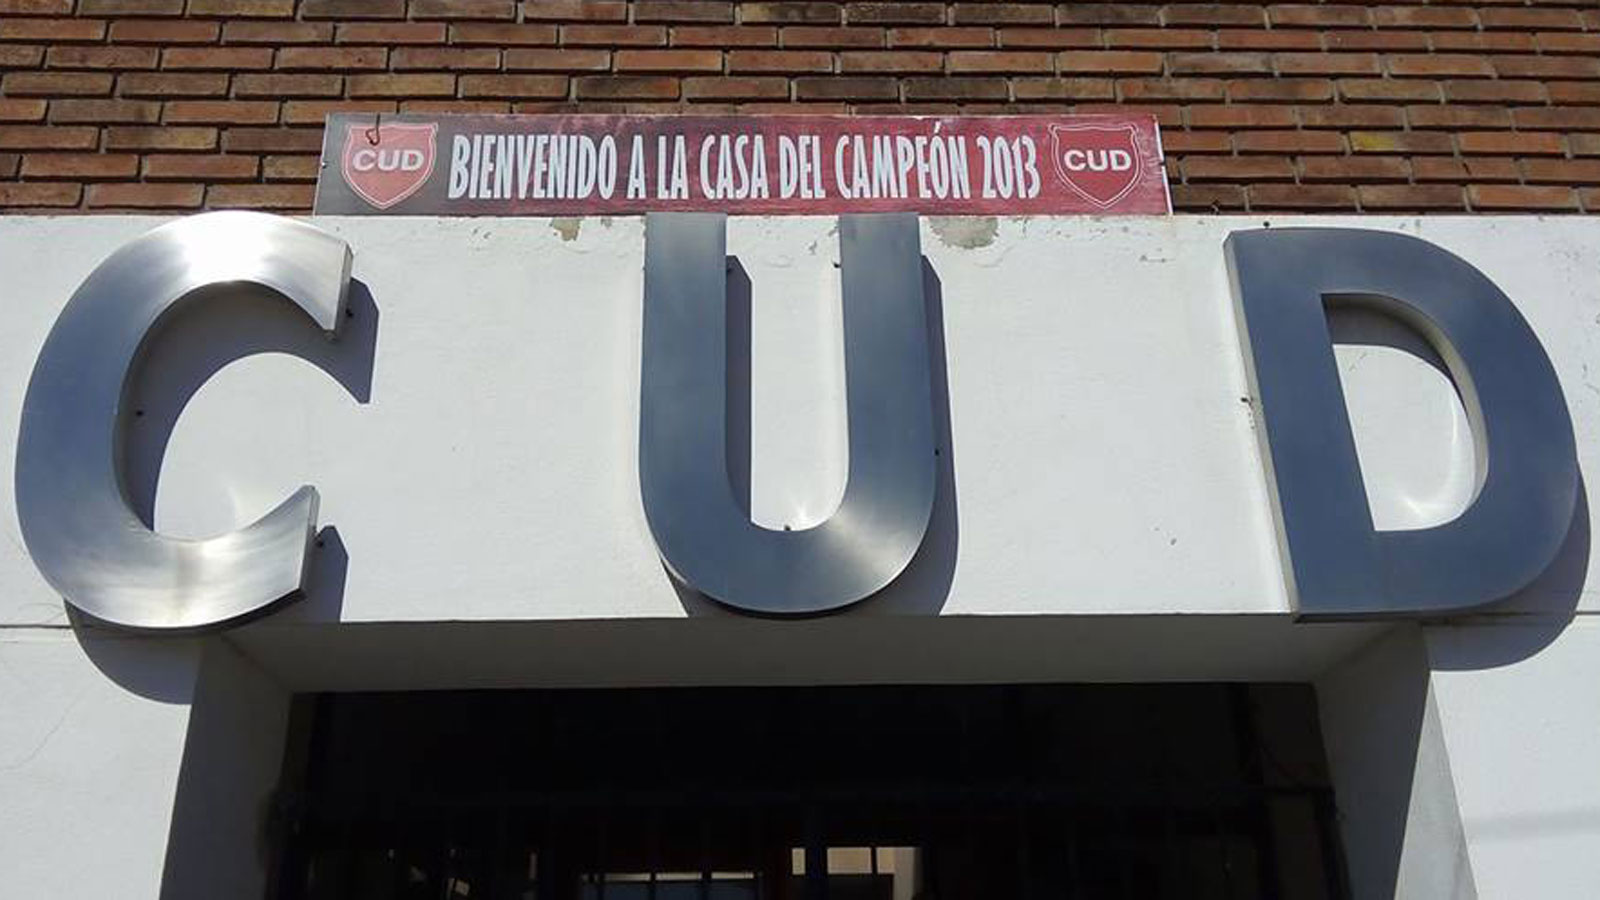 CUD BIENVENIDO A LA CASA DEL CAMPEÓN 2013 CUD
CUD